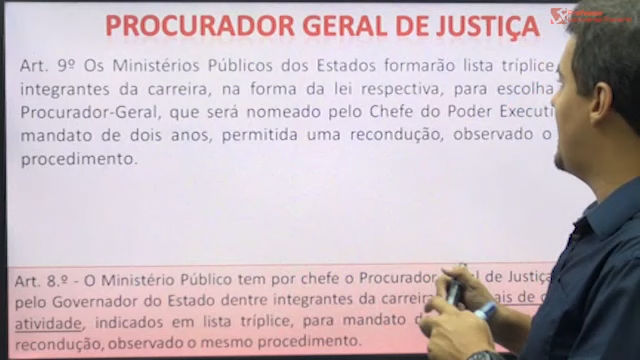 PROCURADOR GERAL DE JUSTIÇA
Art. 9º Os Ministérios Públicos dos Estados formarão lista tríplice,
integrantes da carreira, na forma da lei respectiva, para escolha
Procurador-Geral, que será nomeado pelo Chefe do Poder Executi
mandato de dois anos, permitida uma recondução, observado o
procedimento.
Art. 8.º - O Ministério Público tem por chefe o Procurador de Justiça
pelo Governador do Estado dentre integrantes da carreira
atividade, indicados em lista tríplice, para mandato d
recondução, observado o mesmo procedimento.